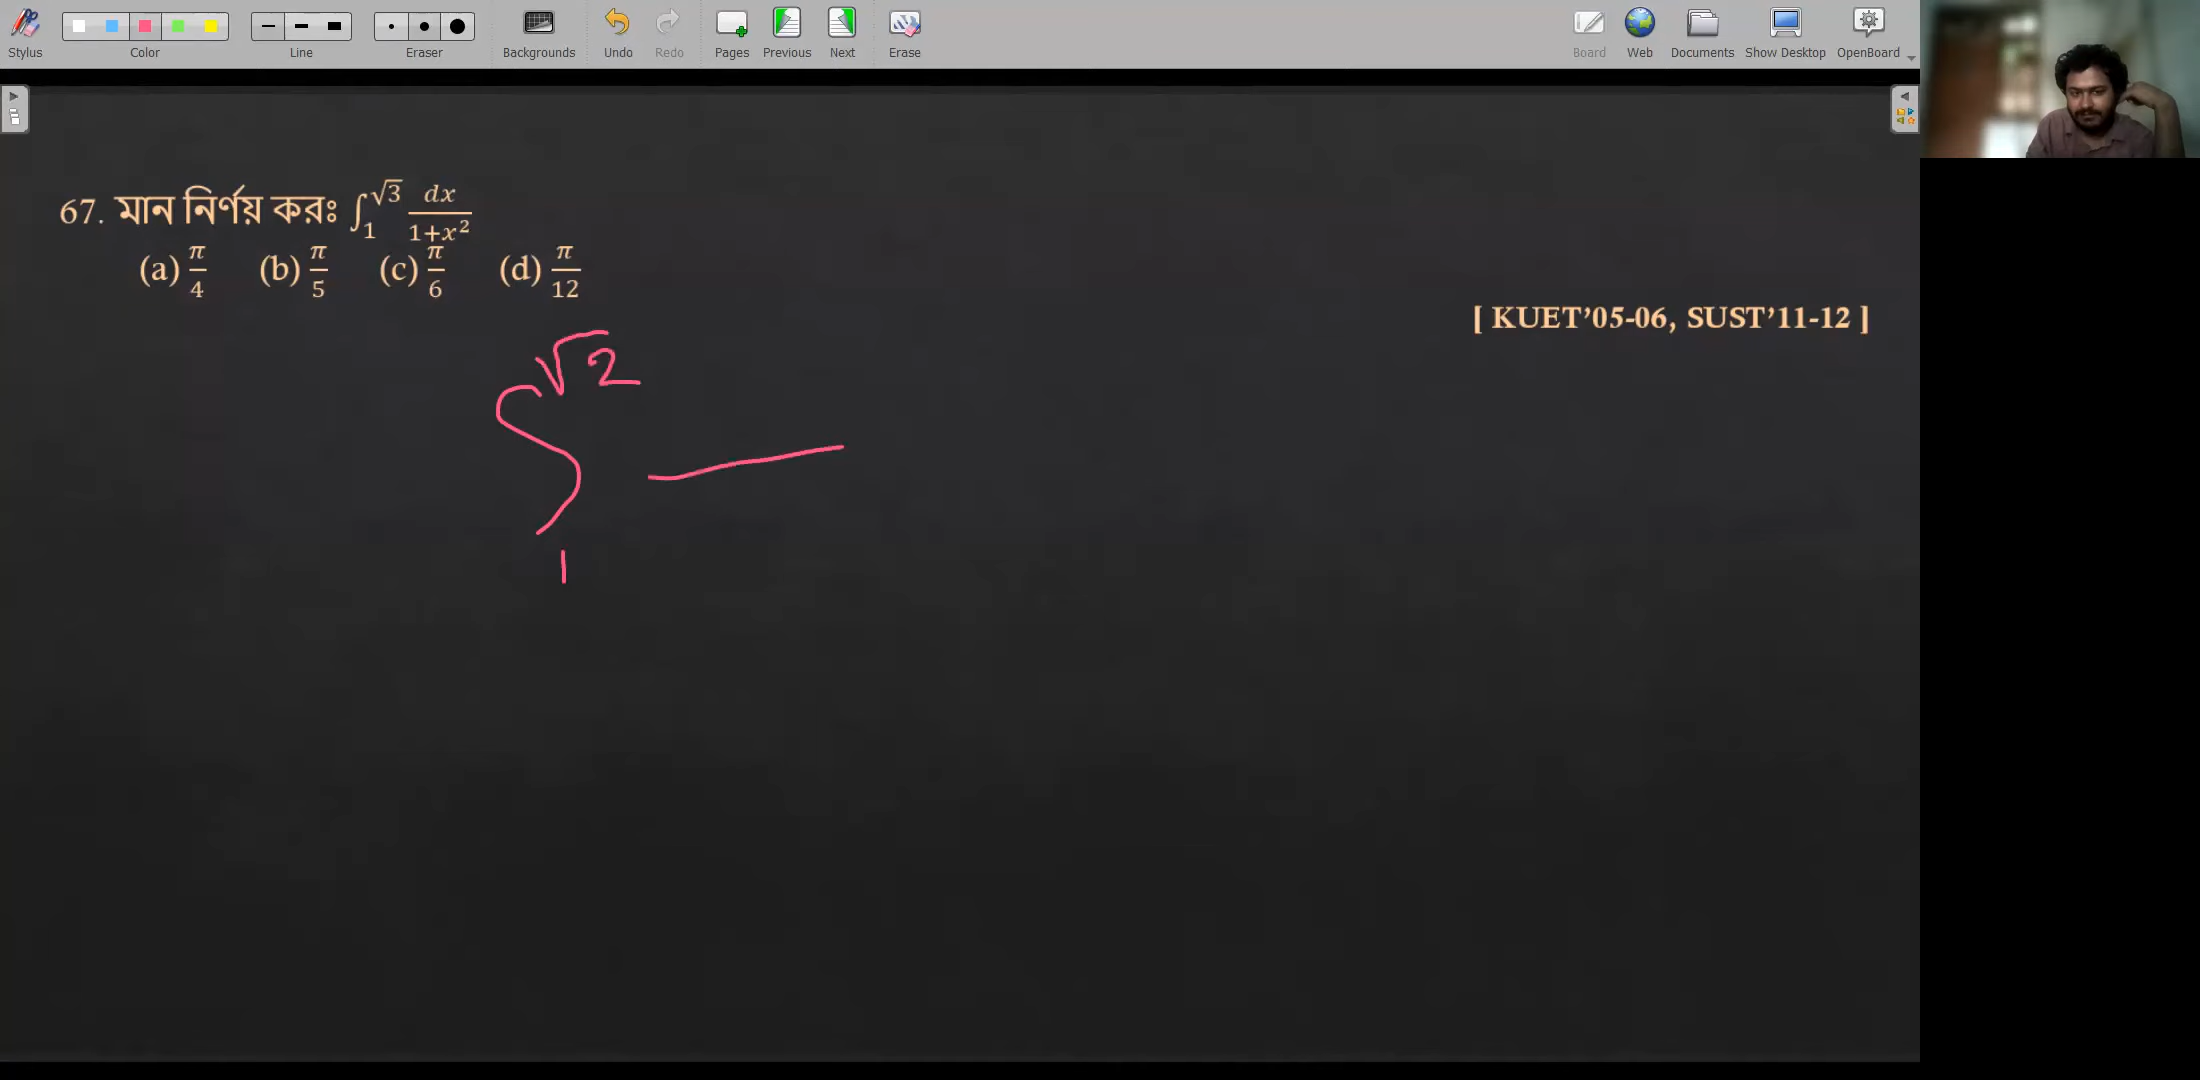 Stylus Color Line Eraser Backgrounds Undo Redo Pages Previous Next Erase Board Web Documents Show Desktop OpenBoard
67. মান নির্ণয় করঃ ∫₁^√3 dx/(1+x²)
(a) π/4 (b) π/5 (c) π/6 (d) π/12
[ KUET’05-06, SUST’11-12 ]
√2
∫
1